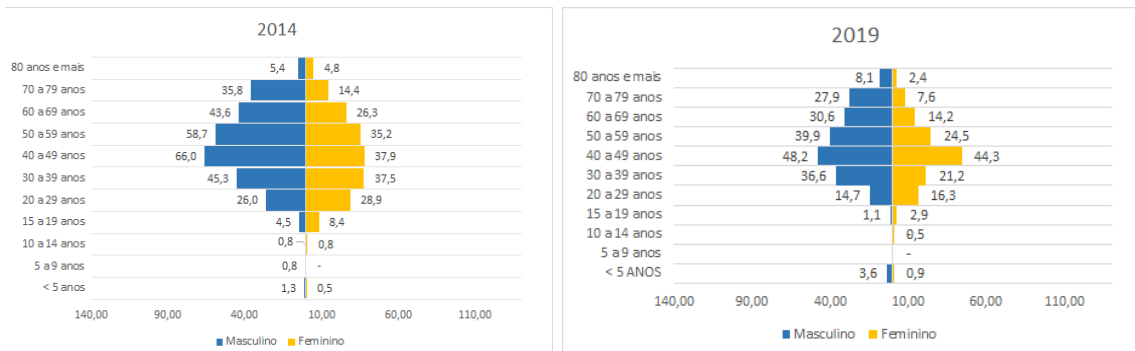 2014
80 anos e mais 5,4 4,8
70 a 79 anos 35,8 14,4
60 a 69 anos 43,6 26,3
50 a 59 anos 58,7 35,2
40 a 49 anos 66,0 37,9
30 a 39 anos 45,3 37,5
20 a 29 anos 26,0 28,9
15 a 19 anos 4,5 8,4
10 a 14 anos 0,8 0,8
5 a 9 anos 0,8 -
< 5 anos 1,3 0,5
140,00 90,00 40,00 10,00 60,00 110,00
Masculino Feminino
2019
80 anos e mais 8,1 2,4
70 a 79 anos 27,9 7,6
60 a 69 anos 30,6 14,2
50 a 59 anos 39,9 24,5
40 a 49 anos 48,2 44,3
30 a 39 anos 36,6 21,2
20 a 29 anos 14,7 16,3
15 a 19 anos 1,1 2,9
10 a 14 anos 0,5
5 a 9 anos -
< 5 ANOS 3,6 0,9
140,00 90,00 40,00 10,00 60,00 110,00
Masculino Feminino